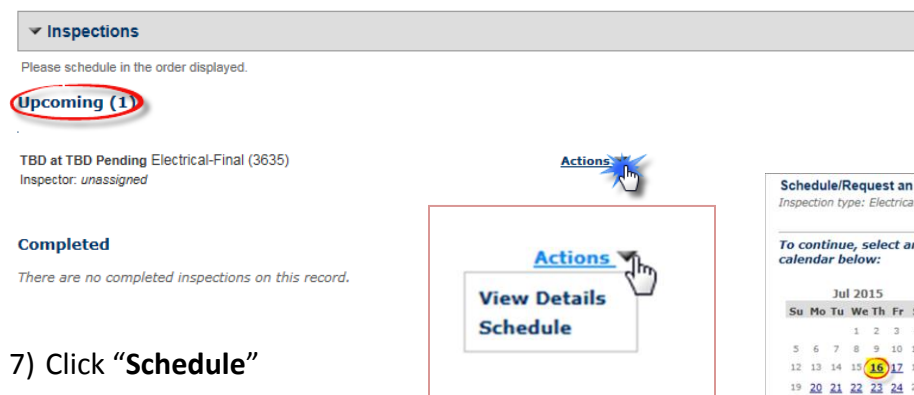 Inspections
Please schedule in the order displayed.
Upcoming (1)
TBD at TBD Pending Electrical-Final (3635)
Inspector: unassigned
Actions
Completed
There are no completed inspections on this record.
7) Click “Schedule”
Actions
View Details
Schedule
Schedule/Request an
Inspection type: Electrica
To continue, select an
calendar below:
Jul 2015
Su Mo Tu We Th Fr
1 2 3
5 6 7 8 9 10
12 13 14 15 16 17
19 20 21 22 23 24